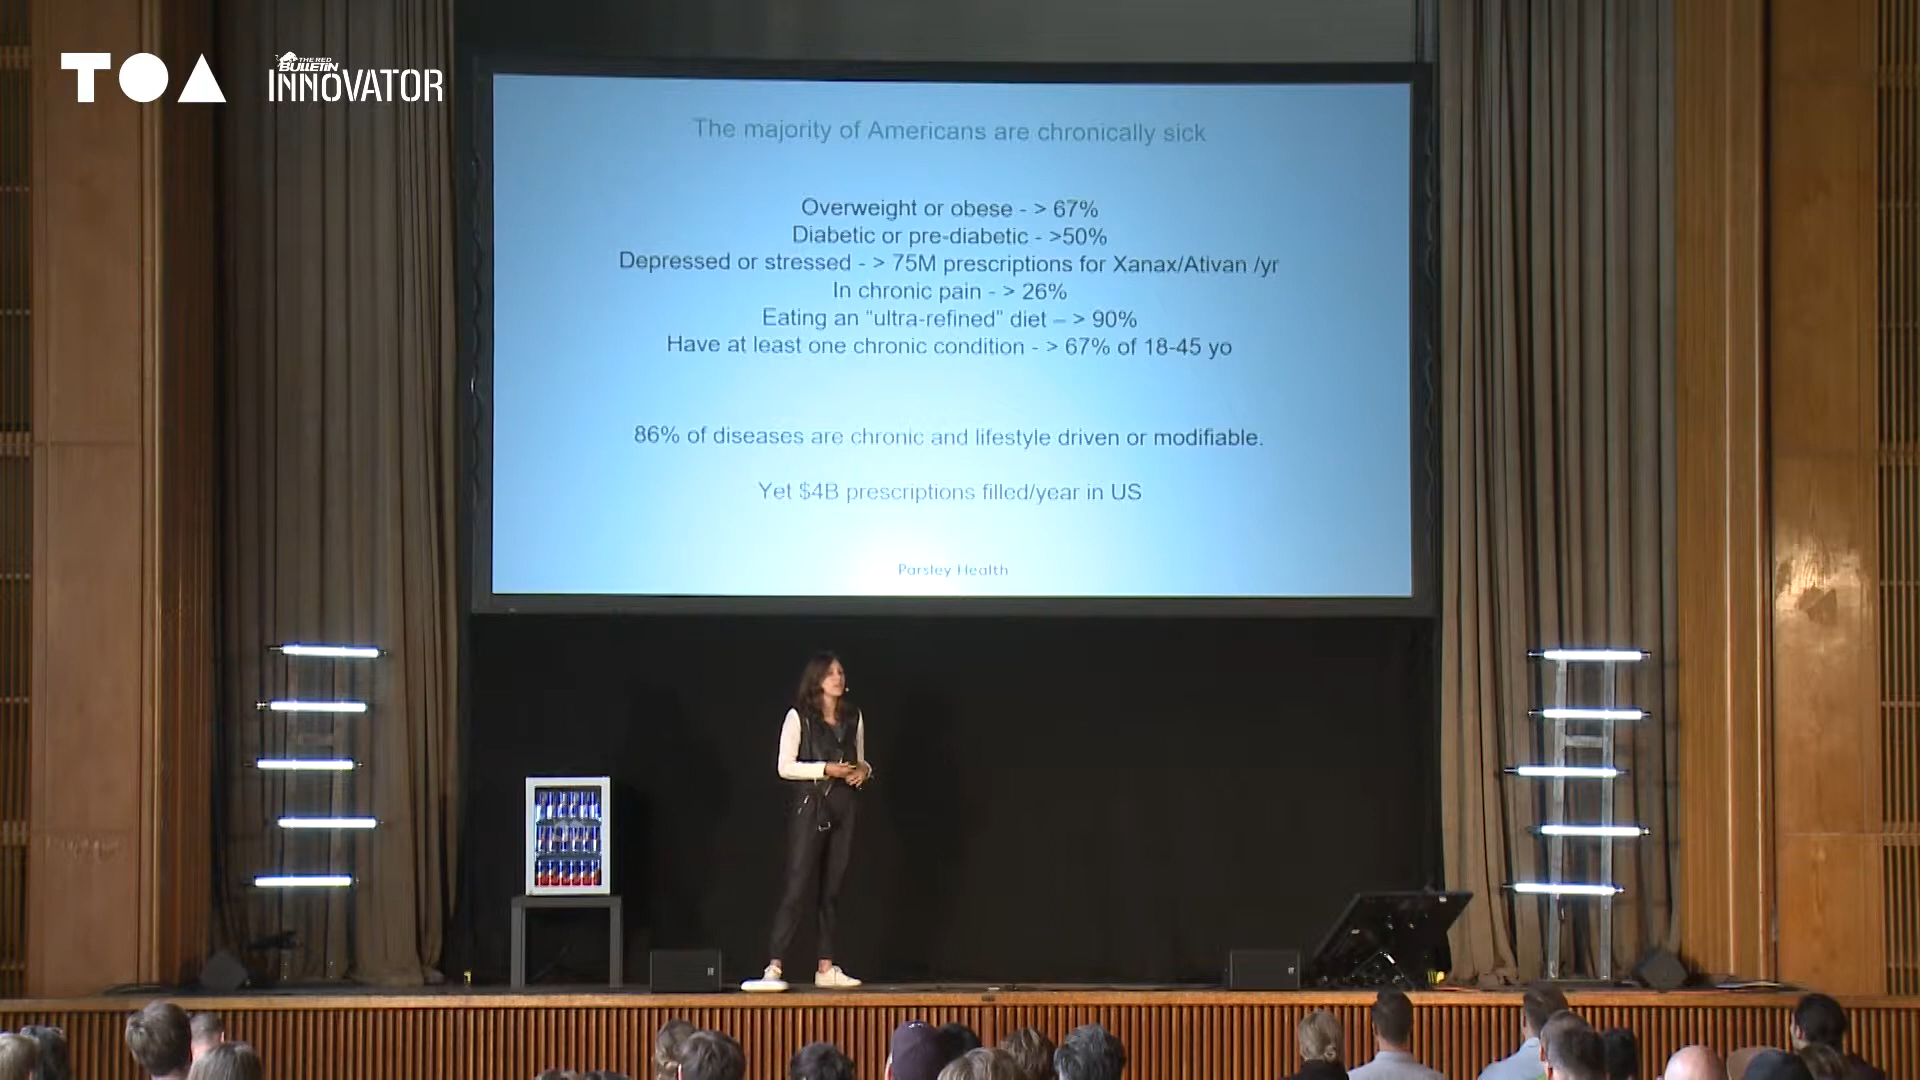 TOA
THE RED
BULLETIN
INNOVATOR
The majority of Americans are chronically sick
Overweight or obese - > 67%
Diabetic or pre-diabetic - >50%
Depressed or stressed - > 75M prescriptions for Xanax/Ativan /yr
In chronic pain - > 26%
Eating an “ultra-refined” diet – > 90%
Have at least one chronic condition - > 67% of 18-45 yo
86% of diseases are chronic and lifestyle driven or modifiable.
Yet $4B prescriptions filled/year in US
Parsley Health